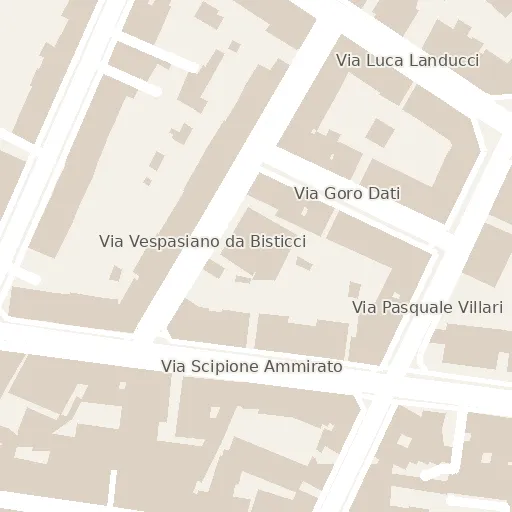 Via Luca Landucci
Via Goro Dati
Via Vespasiano da Bisticci
Via Pasquale Villari
Via Scipione Ammirato